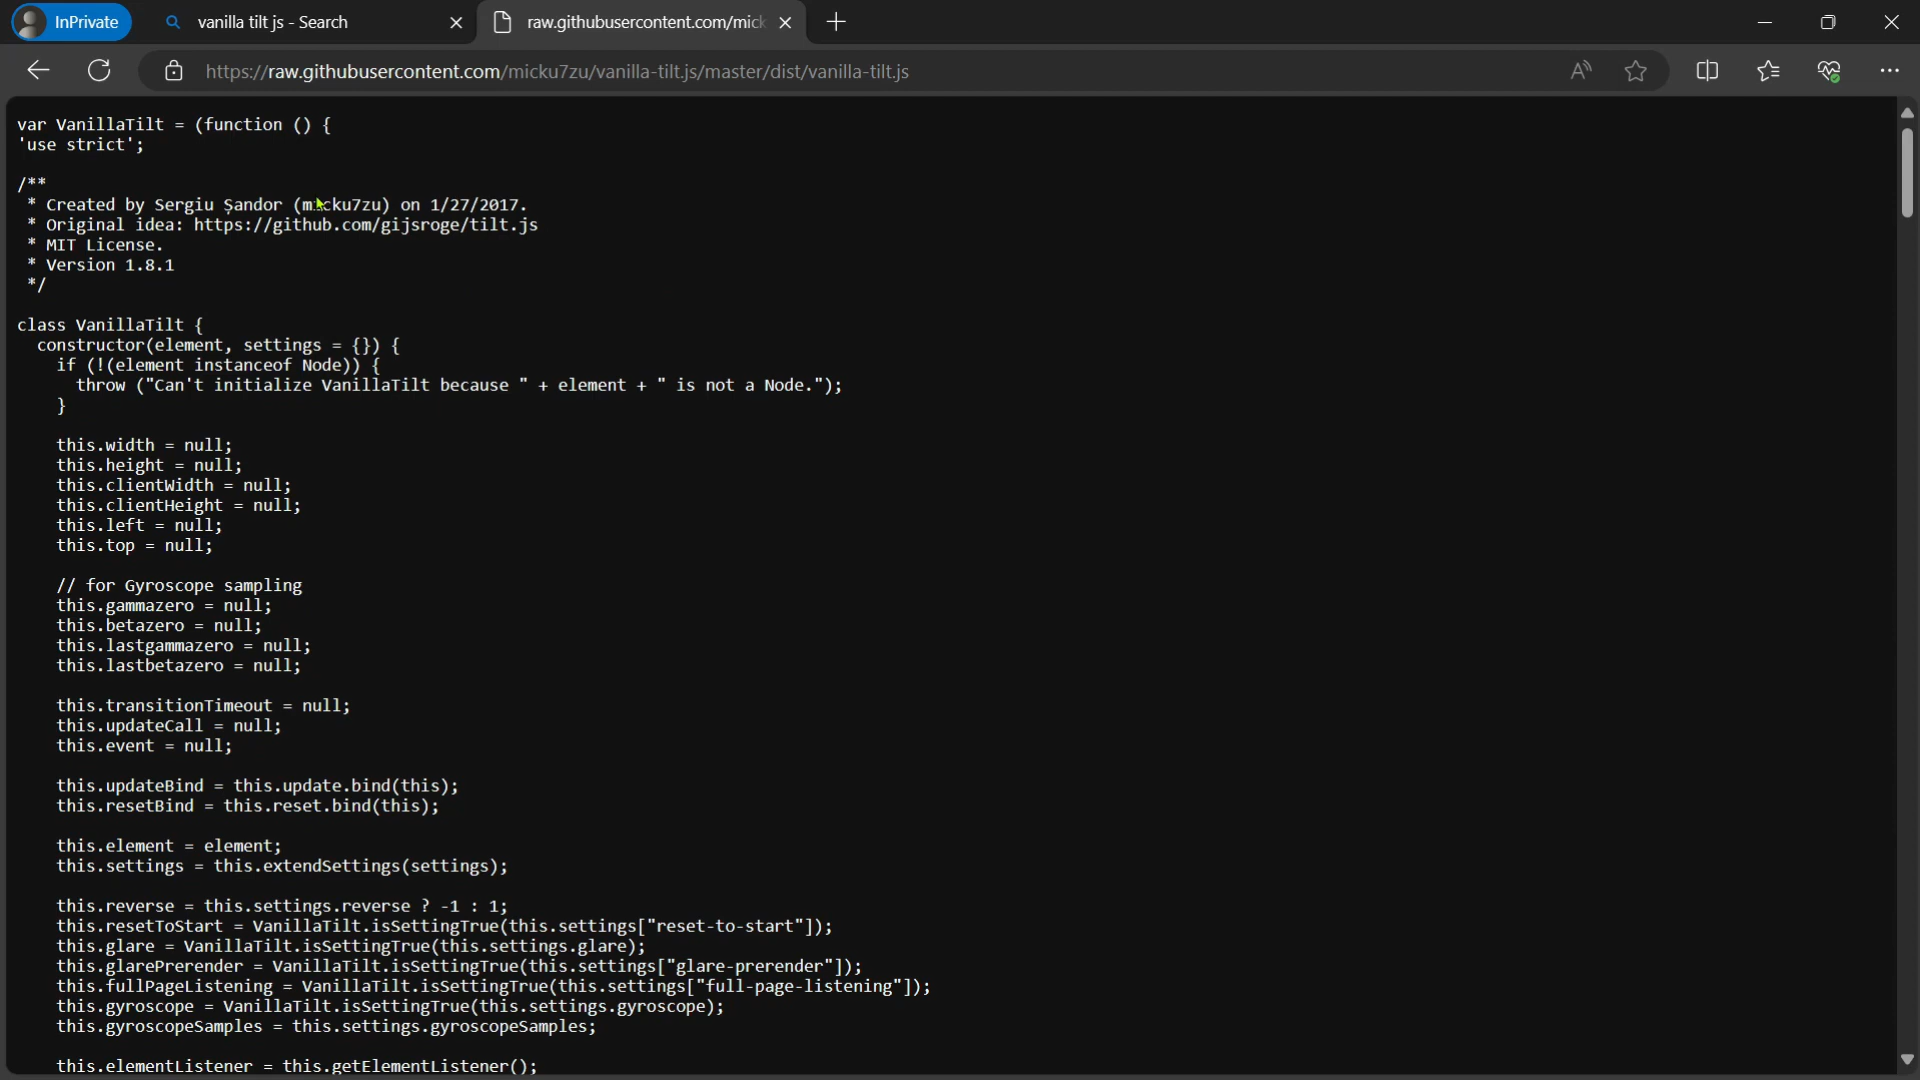 InPrivate
vanilla tilt js - Search
raw.githubusercontent.com/mick
https://raw.githubusercontent.com/micku7zu/vanilla-tilt.js/master/dist/vanilla-tilt.js
var VanillaTilt = (function () {
'use strict';
/**
* Created by Sergiu Șandor (micku7zu) on 1/27/2017.
* Original idea: https://github.com/gijsroge/tilt.js
* MIT License.
* Version 1.8.1
*/
class VanillaTilt {
constructor(element, settings = {}) {
if (!(element instanceof Node)) {
throw ("Can't initialize VanillaTilt because " + element + " is not a Node.");
}
this.width = null;
this.height = null;
this.clientWidth = null;
this.clientHeight = null;
this.left = null;
this.top = null;
// for Gyroscope sampling
this.gammazero = null;
this.betazero = null;
this.lastgammazero = null;
this.lastbetazero = null;
this.transitionTimeout = null;
this.updateCall = null;
this.event = null;
this.updateBind = this.update.bind(this);
this.resetBind = this.reset.bind(this);
this.element = element;
this.settings = this.extendSettings(settings);
this.reverse = this.settings.reverse ? -1 : 1;
this.resetToStart = VanillaTilt.isSettingTrue(this.settings["reset-to-start"]);
this.glare = VanillaTilt.isSettingTrue(this.settings.glare);
this.glarePrerender = VanillaTilt.isSettingTrue(this.settings["glare-prerender"]);
this.fullPageListening = VanillaTilt.isSettingTrue(this.settings["full-page-listening"]);
this.gyroscope = VanillaTilt.isSettingTrue(this.settings.gyroscope);
this.gyroscopeSamples = this.settings.gyroscopeSamples;
this.elementListener = this.getElementListener();